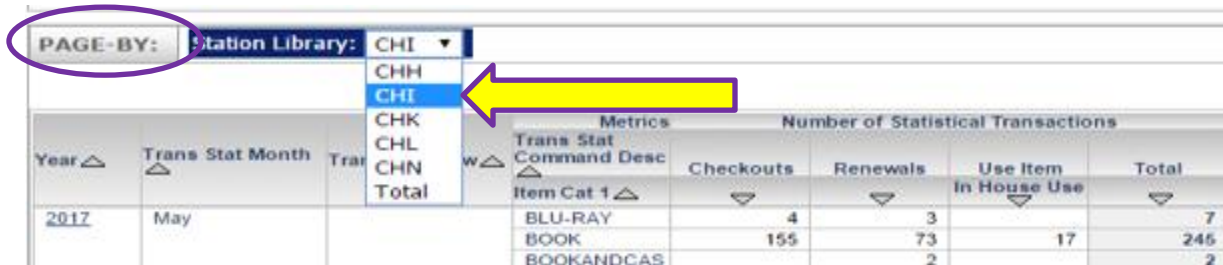 PAGE-BY: Station Library: CHI
CHH
CHI
CHK
CHL
CHN
Total
Metrics Number of Statistical Transactions
Year Trans Stat Month Trans Stat Command Desc Checkouts Renewals Use Item In House Use Total
Item Cat 1
2017 May BLU-RAY 4 3 7
BOOK 155 73 17 245
BOOKANDCAS 2 2